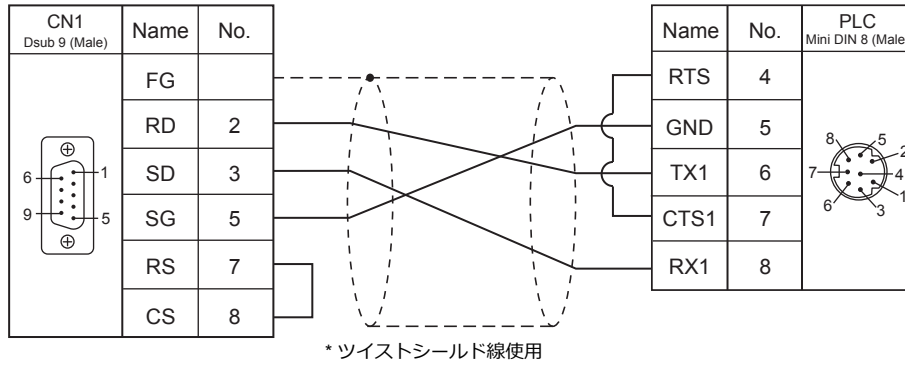 CN1
Dsub 9 (Male)
Name No.
FG
RD 2
SD 3
SG 5
RS 7
CS 8
6 1
9 5
Name No.
PLC
Mini DIN 8 (Male
RTS 4
GND 5
TX1 6
CTS1 7
RX1 8
8 5 2
7 4
6 3 1
* ツイストシールド線使用